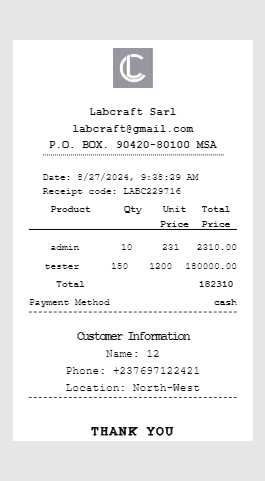 Labcraft Sarl
labcraft@gmail.com
P.O. BOX. 90420-80100 MSA
Date: 8/27/2024, 9:38:29 AM
Receipt code: LABC229716
Product Qty Unit Price Total Price
admin 10 231 2310.00
tester 150 1200 180000.00
Total 182310
Payment Method cash
Customer Information
Name: 12
Phone: +237697122421
Location: North-West
THANK YOU